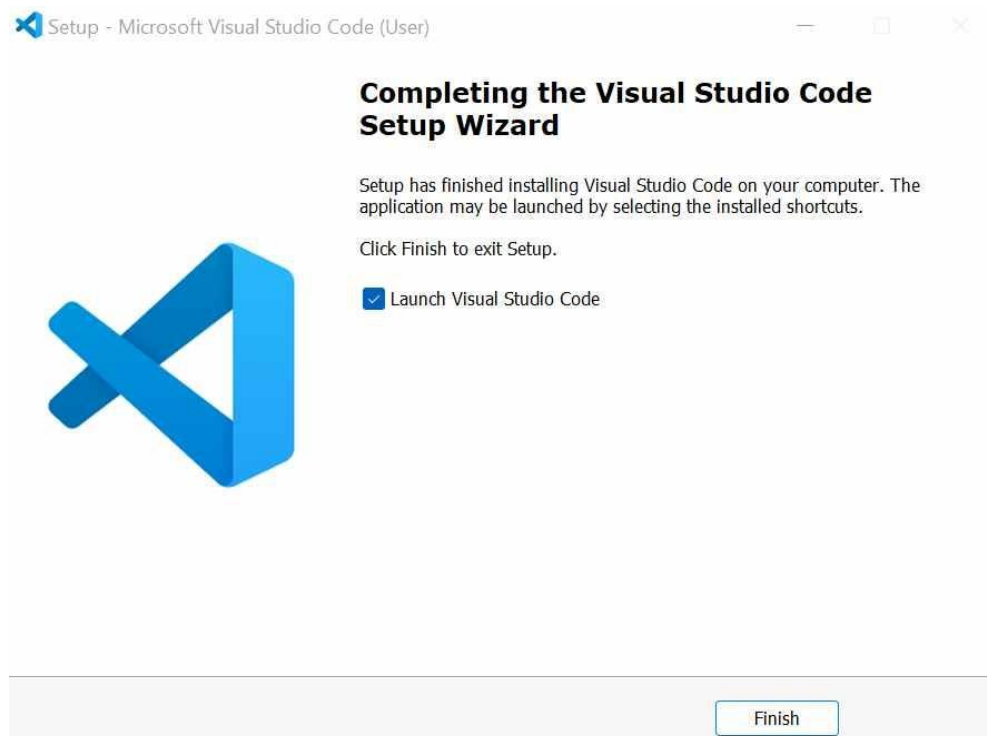 Setup - Microsoft Visual Studio Code (User)
Completing the Visual Studio Code
Setup Wizard
Setup has finished installing Visual Studio Code on your computer. The
application may be launched by selecting the installed shortcuts.
Click Finish to exit Setup.
Launch Visual Studio Code
Finish